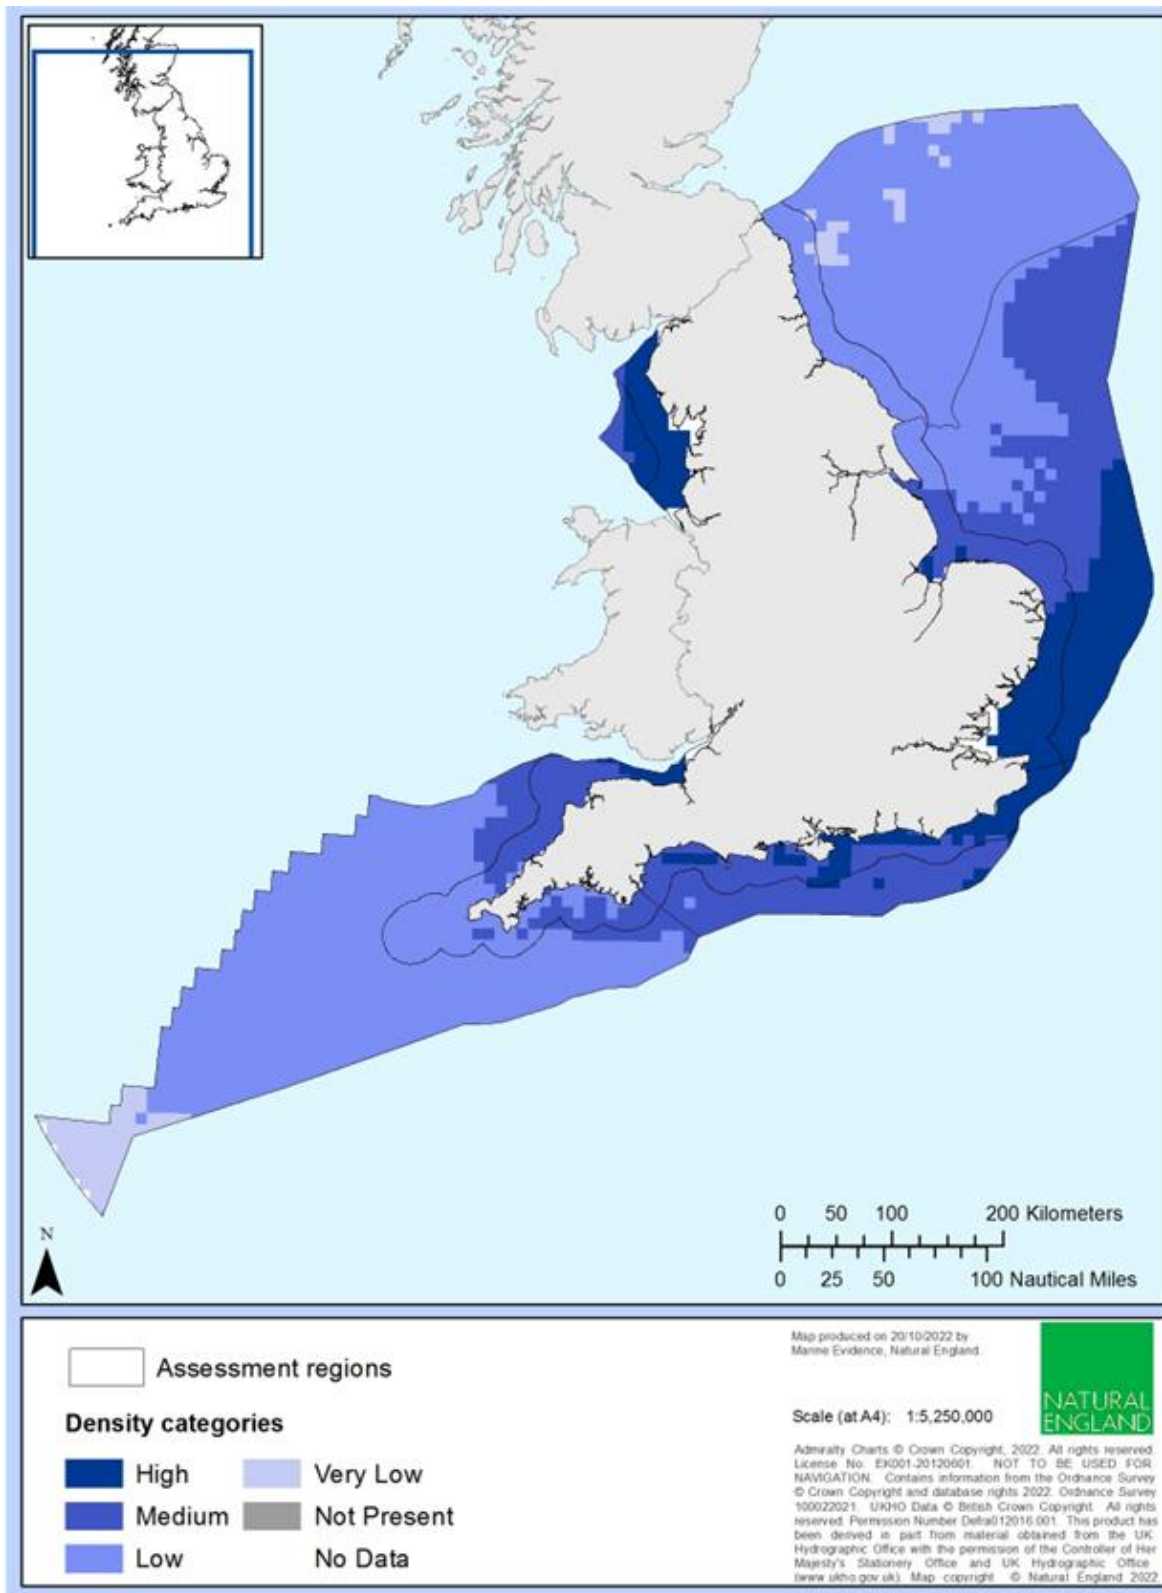 N
0 50 100 200 Kilometers
0 25 50 100 Nautical Miles
Assessment regions
Density categories
High
Medium
Low
Very Low
Not Present
No Data
Map produced on 20/10/2022 by
Marine Evidence, Natural England.
Scale (at A4): 1:5,250,000
NATURAL
ENGLAND
Admiralty Charts © Crown Copyright, 2022. All rights reserved.
License No. EK001-20120601. NOT TO BE USED FOR
NAVIGATION. Contains information from the Ordnance Survey
© Crown Copyright and database rights 2022. Ordnance Survey
100022021. UKHO Data © British Crown Copyright. All rights
reserved. Permission Number Defra012016.001. This product has
been derived in part from material obtained from the UK
Hydrographic Office with the permission of the Controller of Her
Majesty's Stationery Office and UK Hydrographic Office
(www.ukho.gov.uk). Map copyright © Natural England 2022